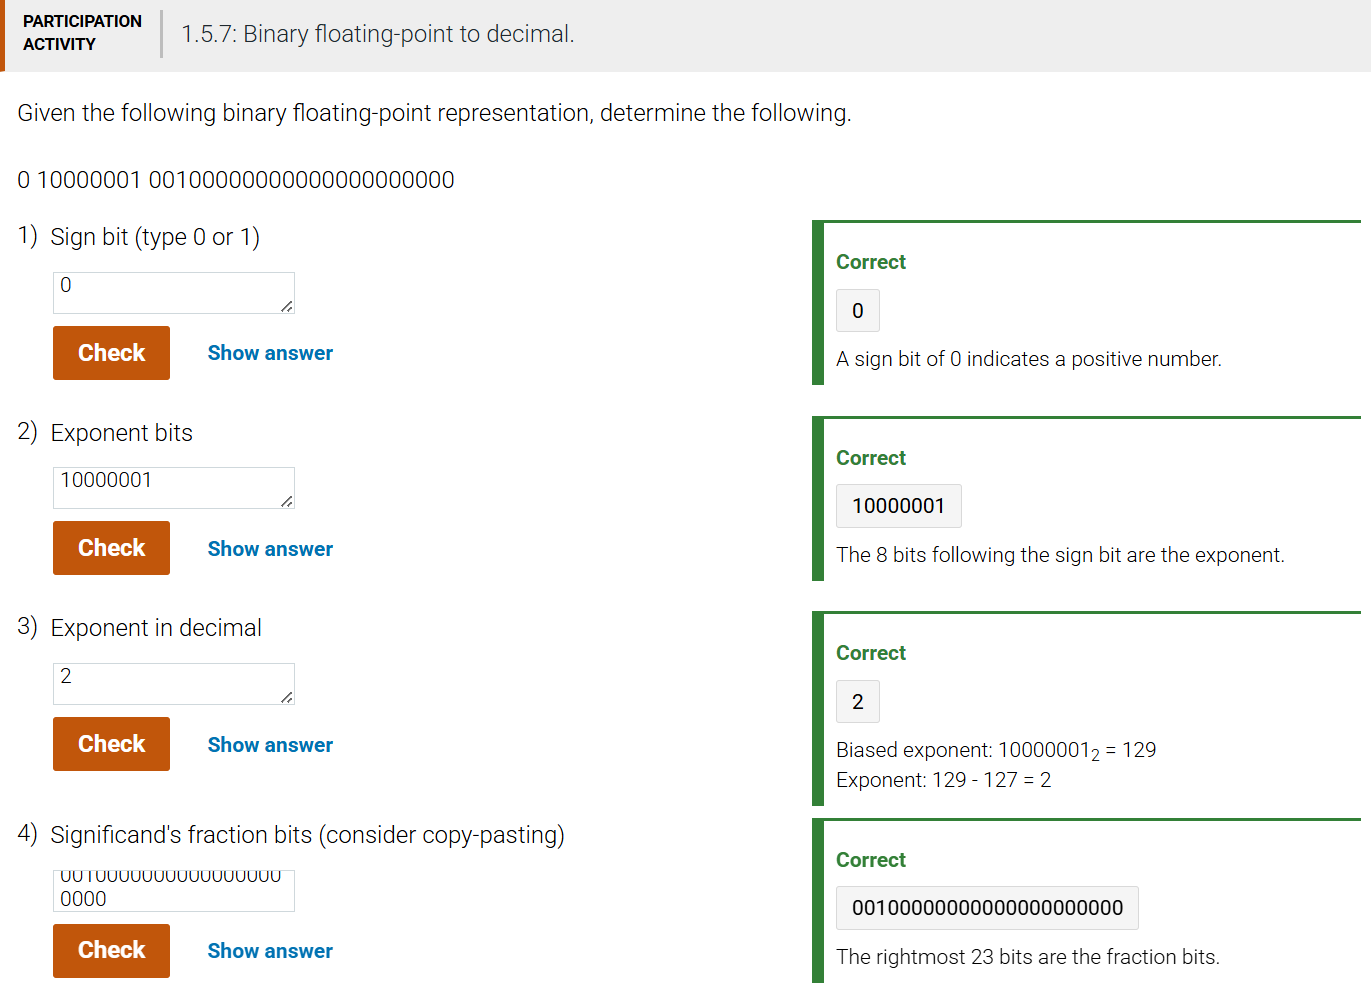 PARTICIPATION
ACTIVITY
1.5.7: Binary floating-point to decimal.
Given the following binary floating-point representation, determine the following.
0 10000001 00100000000000000000000
1) Sign bit (type 0 or 1)
0
Check
Show answer
Correct
0
A sign bit of 0 indicates a positive number.
2) Exponent bits
10000001
Check
Show answer
Correct
10000001
The 8 bits following the sign bit are the exponent.
3) Exponent in decimal
2
Check
Show answer
Correct
2
Biased exponent: 10000001₂ = 129
Exponent: 129 - 127 = 2
4) Significand's fraction bits (consider copy-pasting)
0010000000000000000
0000
Check
Show answer
Correct
00100000000000000000000
The rightmost 23 bits are the fraction bits.